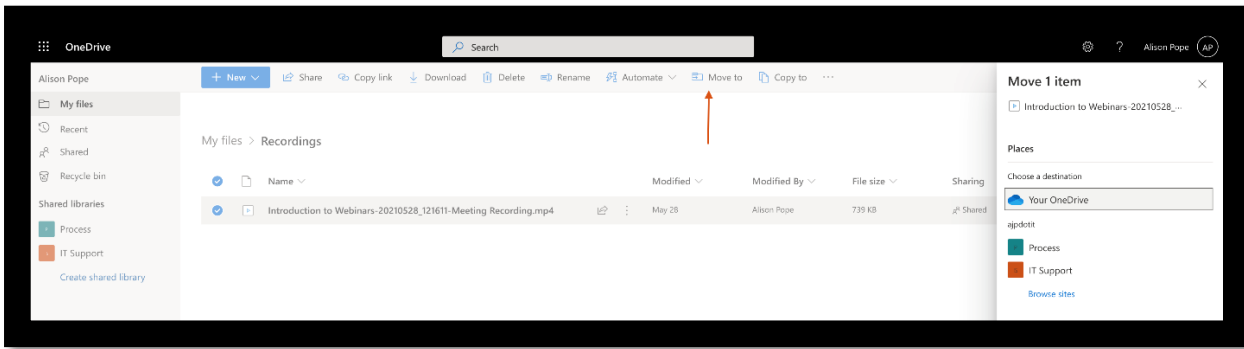 OneDrive
Search
? Alison Pope AP
Alison Pope
My files
Recent
Shared
Recycle bin
Shared libraries
Process
IT Support
Create shared library
+ New Share Copy link Download Delete Rename Automate Move to Copy to ···
My files > Recordings
Name Modified Modified By File size Sharing
Introduction to Webinars-20210528_121611-Meeting Recording.mp4 May 28 Alison Pope 739 KB Shared
Move 1 item
Introduction to Webinars-20210528_···
Places
Choose a destination
Your OneDrive
ajpdotit
Process
IT Support
Browse sites